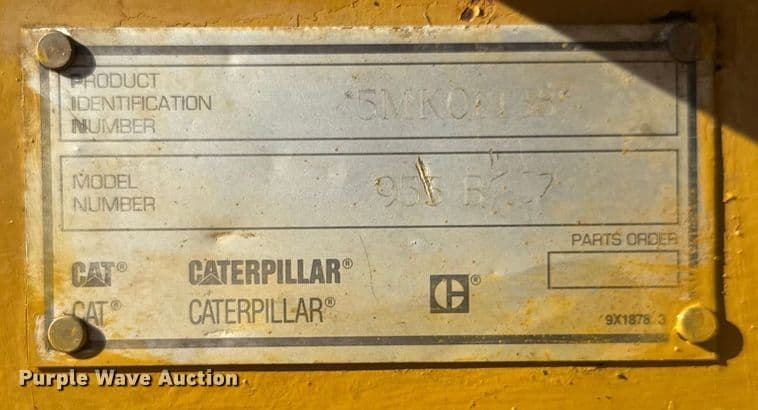 PRODUCT
IDENTIFICATION
NUMBER
MODEL
NUMBER
PARTS ORDER
CAT® CATERPILLAR® ®
CAT® CATERPILLAR®
9X1878 3
Purple Wave Auction